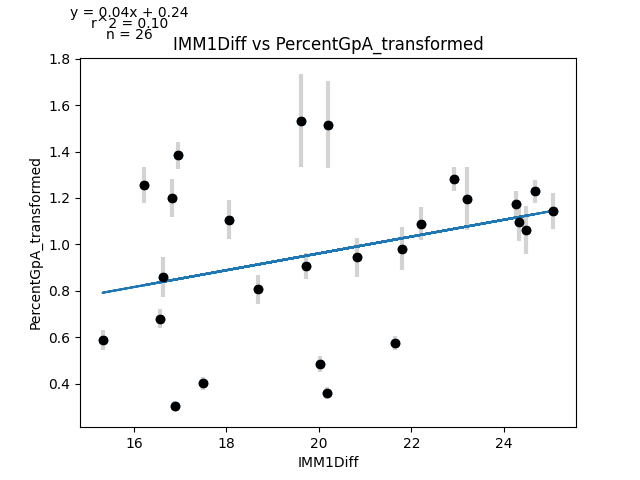 y = 0.04x + 0.24
r^2 = 0.10
n = 26
IMM1Diff vs PercentGpA_transformed
1.8
1.6
1.4
1.2
1.0
0.8
0.6
0.4
PercentGpA_transformed
16 18 20 22 24
IMM1Diff